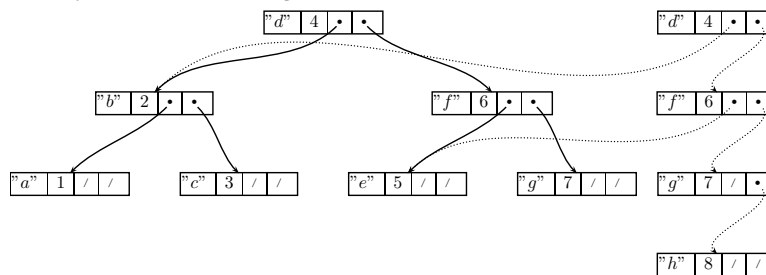 "d" 4 • • "d" 4 • •
"b" 2 • • "f" 6 • • "f" 6 • •
"a" 1 / / "c" 3 / / "e" 5 / / "g" 7 / / "g" 7 / •
"h" 8 / /